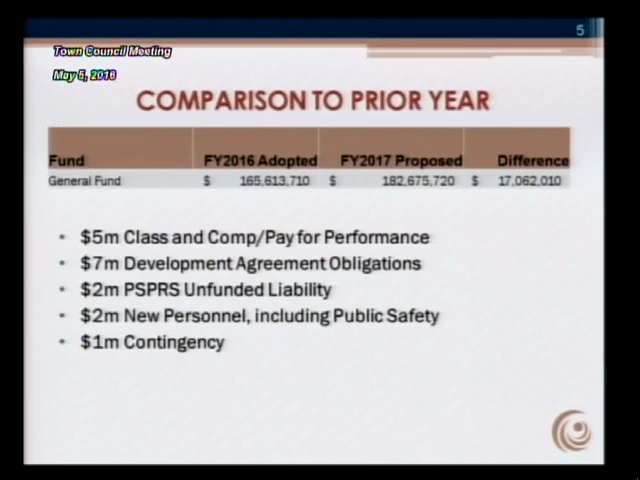 5
Town Council Meeting
May 5, 2016
COMPARISON TO PRIOR YEAR
Fund FY2016 Adopted FY2017 Proposed Difference
General Fund $ 165,613,710 $ 182,675,720 $ 17,062,010
• $5m Class and Comp/Pay for Performance
• $7m Development Agreement Obligations
• $2m PSPRS Unfunded Liability
• $2m New Personnel, including Public Safety
• $1m Contingency